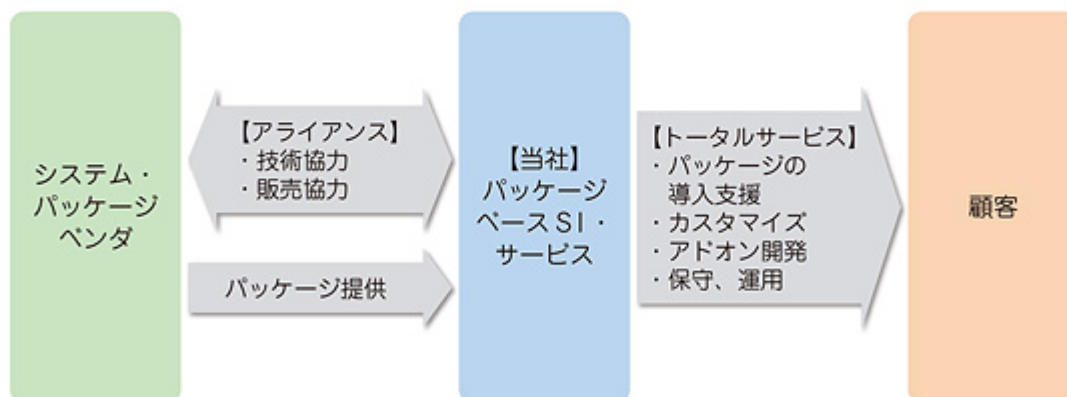 システム・
パッケージ
ベンダ
【アライアンス】
・技術協力
・販売協力
パッケージ提供
【当社】
パッケージ
ベースＳＩ・
サービス
【トータルサービス】
・パッケージの
導入支援
・カスタマイズ
・アドオン開発
・保守、運用
顧客